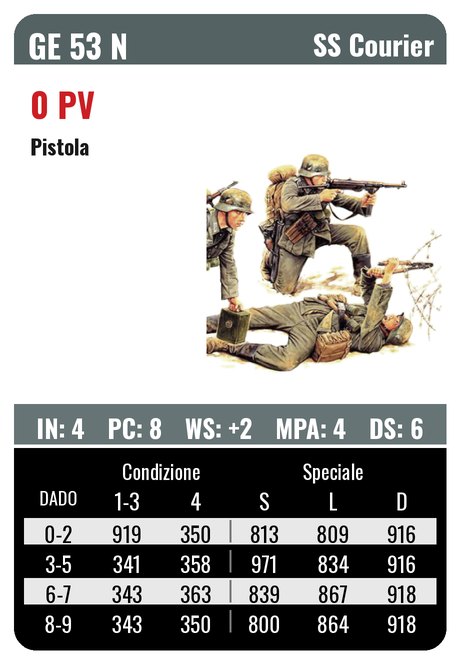 GE 53 N SS Courier
0 PV
Pistola
IN: 4 PC: 8 WS: +2 MPA: 4 DS: 6
Condizione Speciale
DADO 1-3 4 S L D
0-2 919 350 813 809 916
3-5 341 358 971 834 916
6-7 343 363 839 867 918
8-9 343 350 800 864 918